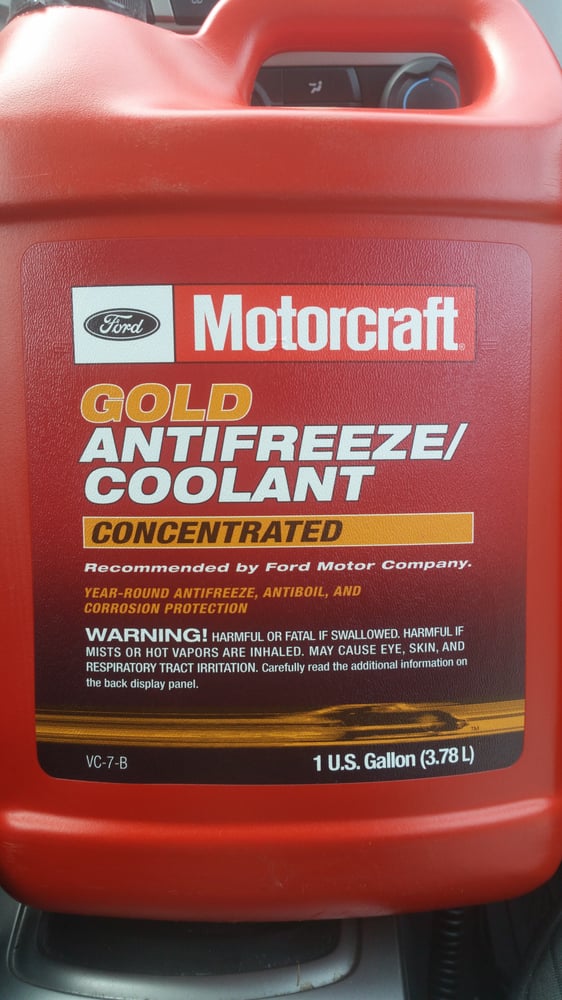 Ford
Motorcraft®
GOLD
ANTIFREEZE/
COOLANT
CONCENTRATED
Recommended by Ford Motor Company.
YEAR-ROUND ANTIFREEZE, ANTIBOIL, AND
CORROSION PROTECTION
WARNING! HARMFUL OR FATAL IF SWALLOWED. HARMFUL IF
MISTS OR HOT VAPORS ARE INHALED. MAY CAUSE EYE, SKIN, AND
RESPIRATORY TRACT IRRITATION. Carefully read the additional information on
the back display panel.
TM
VC-7-B
1 U.S. Gallon (3.78 L)